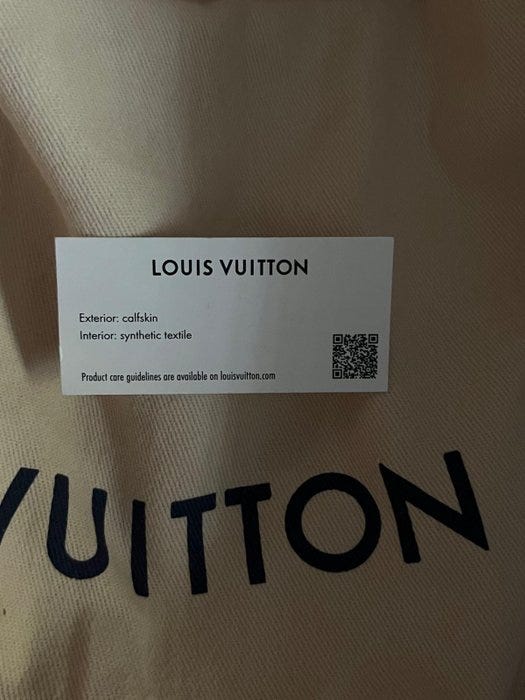 LOUIS VUITTON
Exterior: calfskin
Interior: synthetic textile
Product care guidelines are available on louisvuitton.com
VUITTON